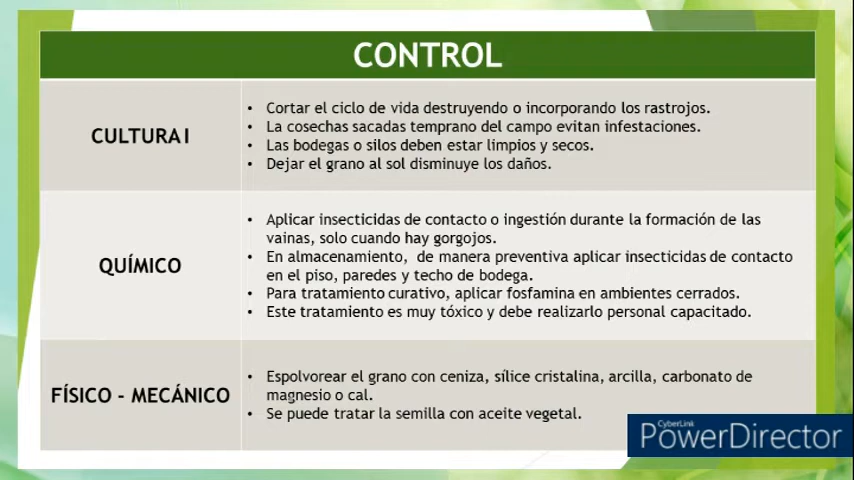 CONTROL
CULTURAl
• Cortar el ciclo de vida destruyendo o incorporando los rastrojos.
• La cosechas sacadas temprano del campo evitan infestaciones.
• Las bodegas o silos deben estar limpios y secos.
• Dejar el grano al sol disminuye los daños.
QUÍMICO
• Aplicar insecticidas de contacto o ingestión durante la formación de las
vainas, solo cuando hay gorgojos.
• En almacenamiento, de manera preventiva aplicar insecticidas de contacto
en el piso, paredes y techo de bodega.
• Para tratamiento curativo, aplicar fosfamina en ambientes cerrados.
• Este tratamiento es muy tóxico y debe realizarlo personal capacitado.
FÍSICO - MECÁNICO
• Espolvorear el grano con ceniza, sílice cristalina, arcilla, carbonato de
magnesio o cal.
• Se puede tratar la semilla con aceite vegetal.
CyberLink
PowerDirector